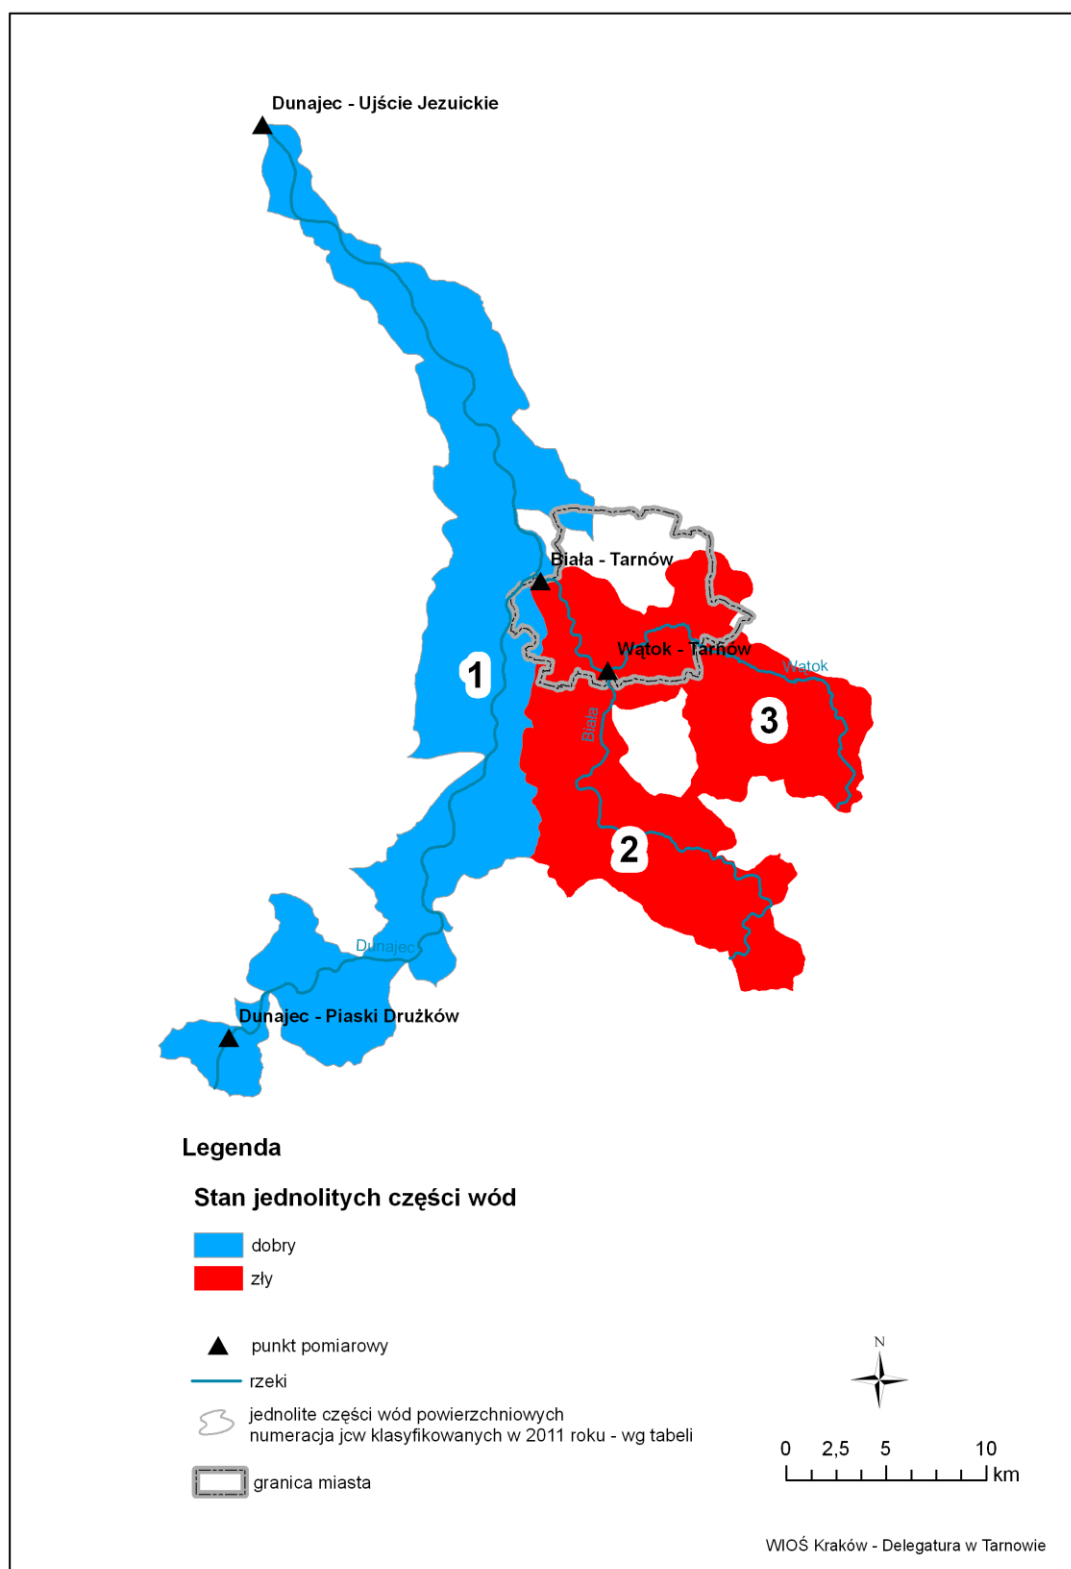 Dunajec - Ujście Jezuickie
Biała - Tarnów
Wątok - Tarnów
Wątok
1
Biała
3
2
Dunajec
Dunajec - Piaski Drużków
Legenda
Stan jednolitych części wód
dobry
zły
punkt pomiarowy
rzeki
jednolite części wód powierzchniowych
numeracja jcw klasyfikowanych w 2011 roku - wg tabeli
granica miasta
N
0 2,5 5 10
km
WIOŚ Kraków - Delegatura w Tarnowie